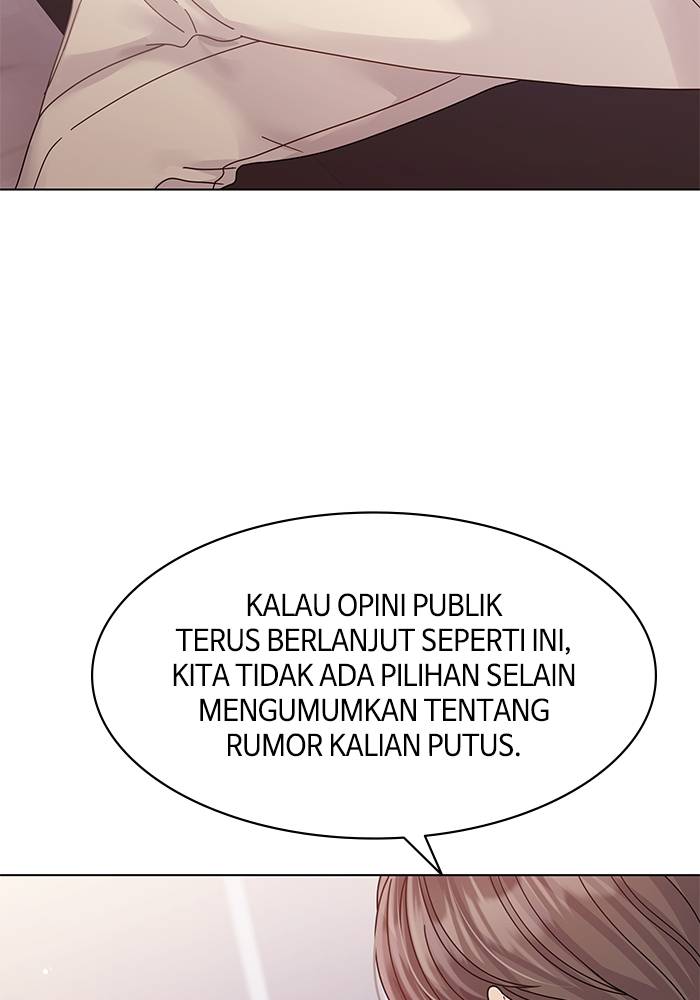 KALAU OPINI PUBLIK
TERUS BERLANJUT SEPERTI INI,
KITA TIDAK ADA PILIHAN SELAIN
MENGUMUMKAN TENTANG
RUMOR KALIAN PUTUS.